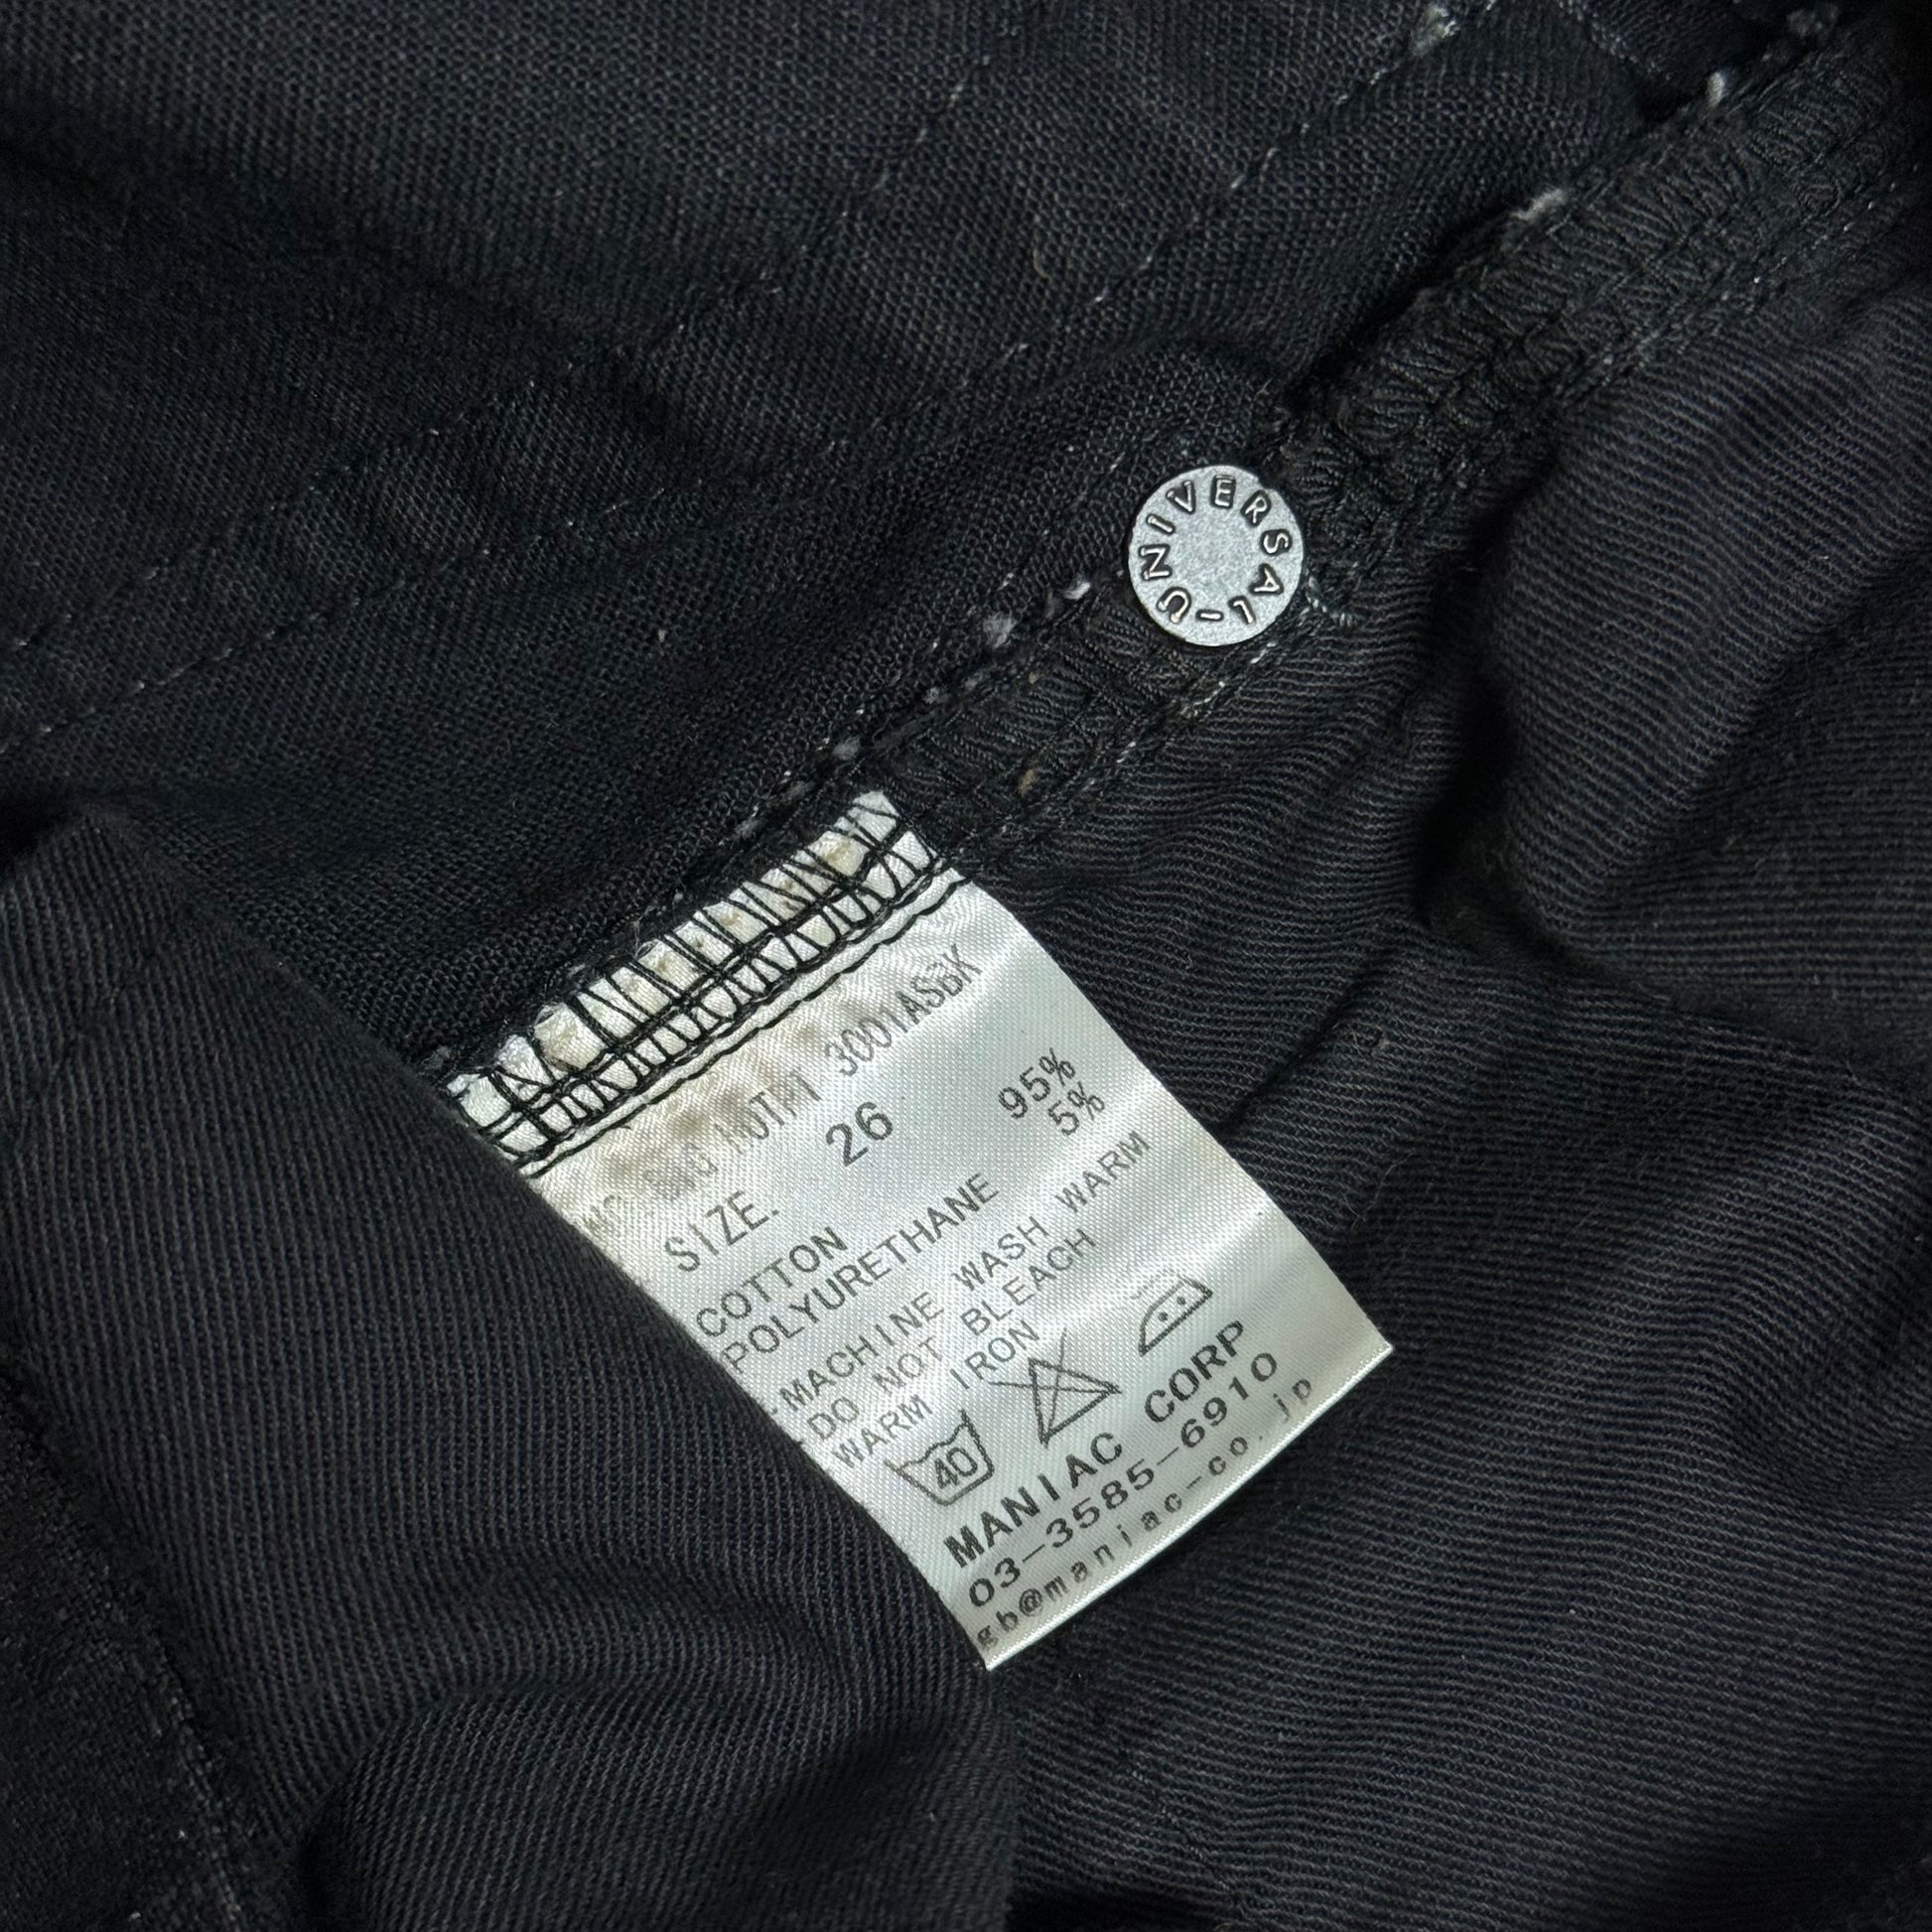 UNIVERSAL-
3001ASBK
SIZE. 26
COTTON 95%
POLYURETHANE 5%
MACHINE WASH WARM
DO NOT BLEACH
WARM IRON
40
MANIAC CORP
03-3585-6910
gb@maniac-co.jp